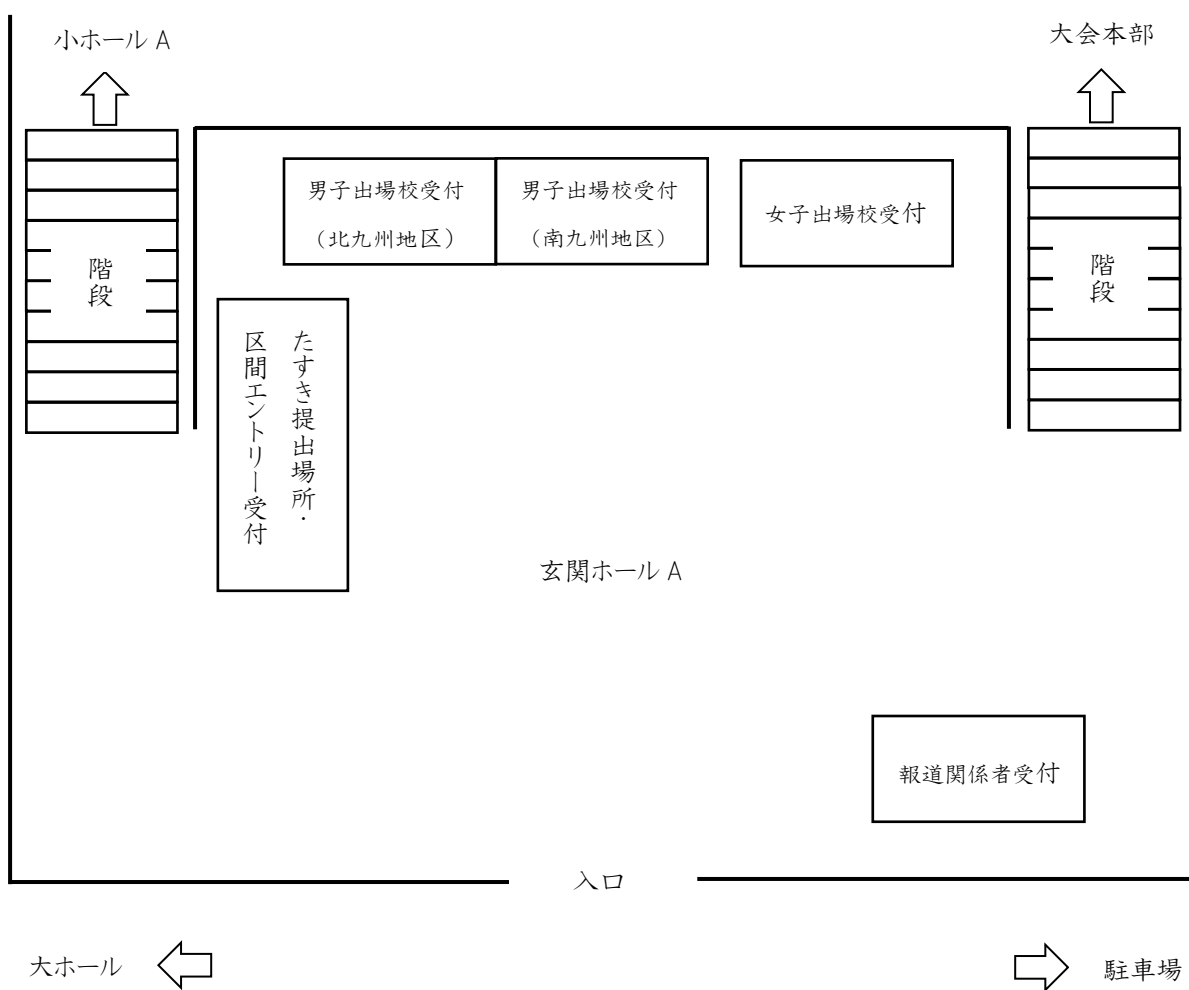 小ホール A
大会本部
男子出場校受付
（北九州地区）
男子出場校受付
（南九州地区）
女子出場校受付
階段
階段
たすき提出場所・
区間エントリー受付
玄関ホール A
報道関係者受付
入口
大ホール
駐車場